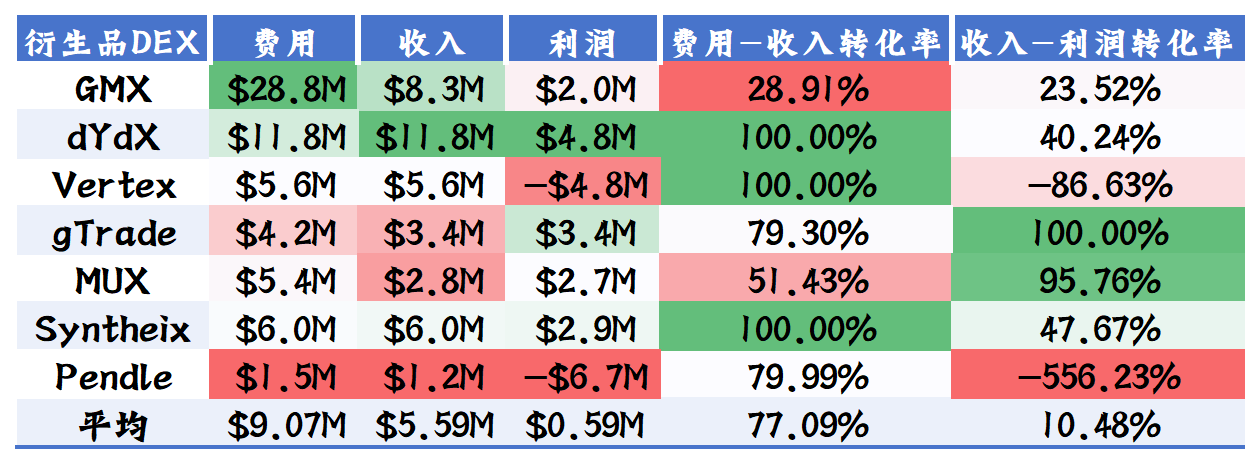 衍生品DEX 费用 收入 利润 费用-收入转化率 收入-利润转化率
GMX $28.8M $8.3M $2.0M 28.91% 23.52%
dYdX $11.8M $11.8M $4.8M 100.00% 40.24%
Vertex $5.6M $5.6M -$4.8M 100.00% -86.63%
gTrade $4.2M $3.4M $3.4M 79.30% 100.00%
MUX $5.4M $2.8M $2.7M 51.43% 95.76%
Syntheix $6.0M $6.0M $2.9M 100.00% 47.67%
Pendle $1.5M $1.2M -$6.7M 79.99% -556.23%
平均 $9.07M $5.59M $0.59M 77.09% 10.48%